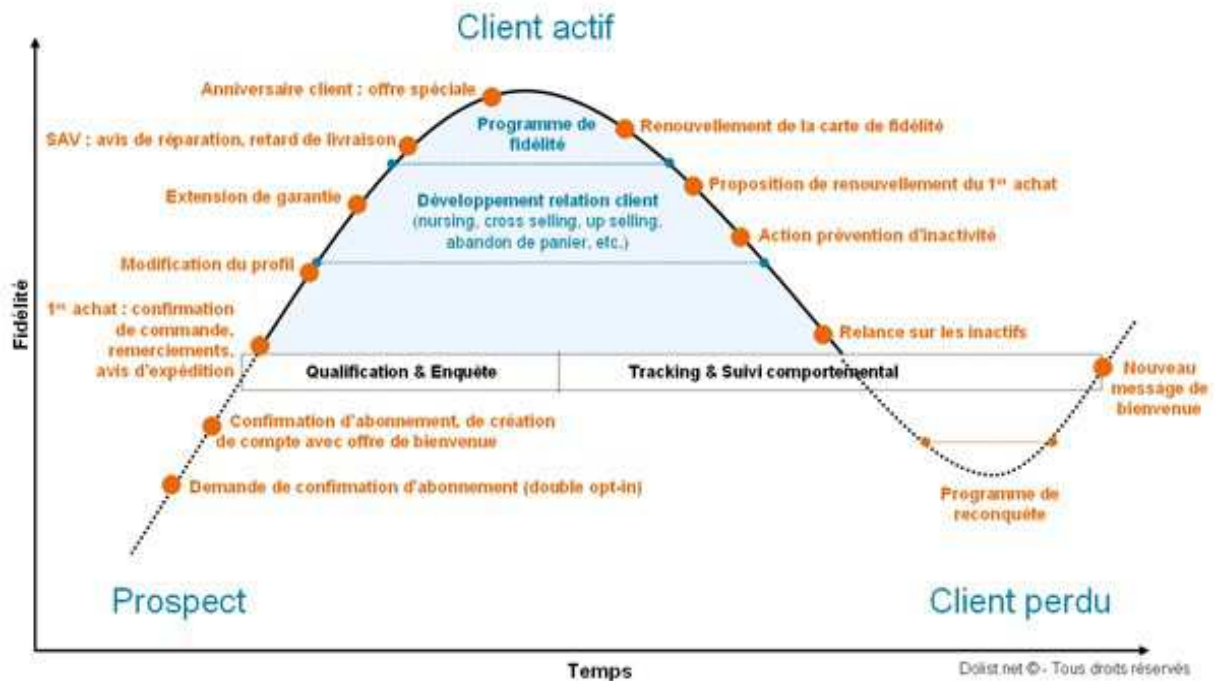 Client actif
Anniversaire client : offre spéciale
Programme de
fidélité
Renouvellement de la carte de fidélité
SAV : avis de réparation, retard de livraison
Extension de garantie
Développement relation client
(nursing, cross selling, up selling,
abandon de panier, etc.)
Proposition de renouvellement du 1er achat
Action prévention d'inactivité
Modification du profil
Fidélité
1er achat : confirmation
de commande,
remerciements,
avis d'expédition
Relance sur les inactifs
Qualification & Enquête
Tracking & Suivi comportemental
Nouveau
message de
bienvenue
Confirmation d'abonnement, de création
de compte avec offre de bienvenue
Demande de confirmation d'abonnement (double opt-in)
Programme de
reconquête
Prospect
Client perdu
Temps
Dolist.net © - Tous droits réservés